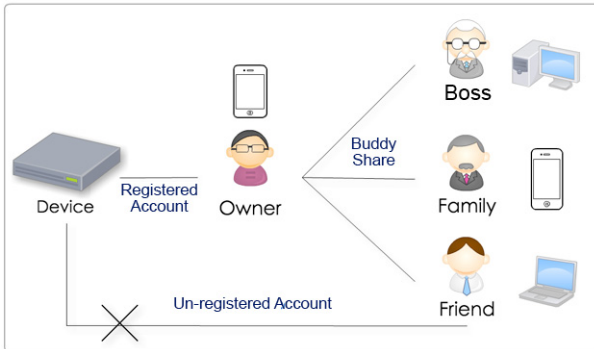 Boss
Buddy
Share
Registered
Account
Device
Owner
Family
Un-registered Account
Friend